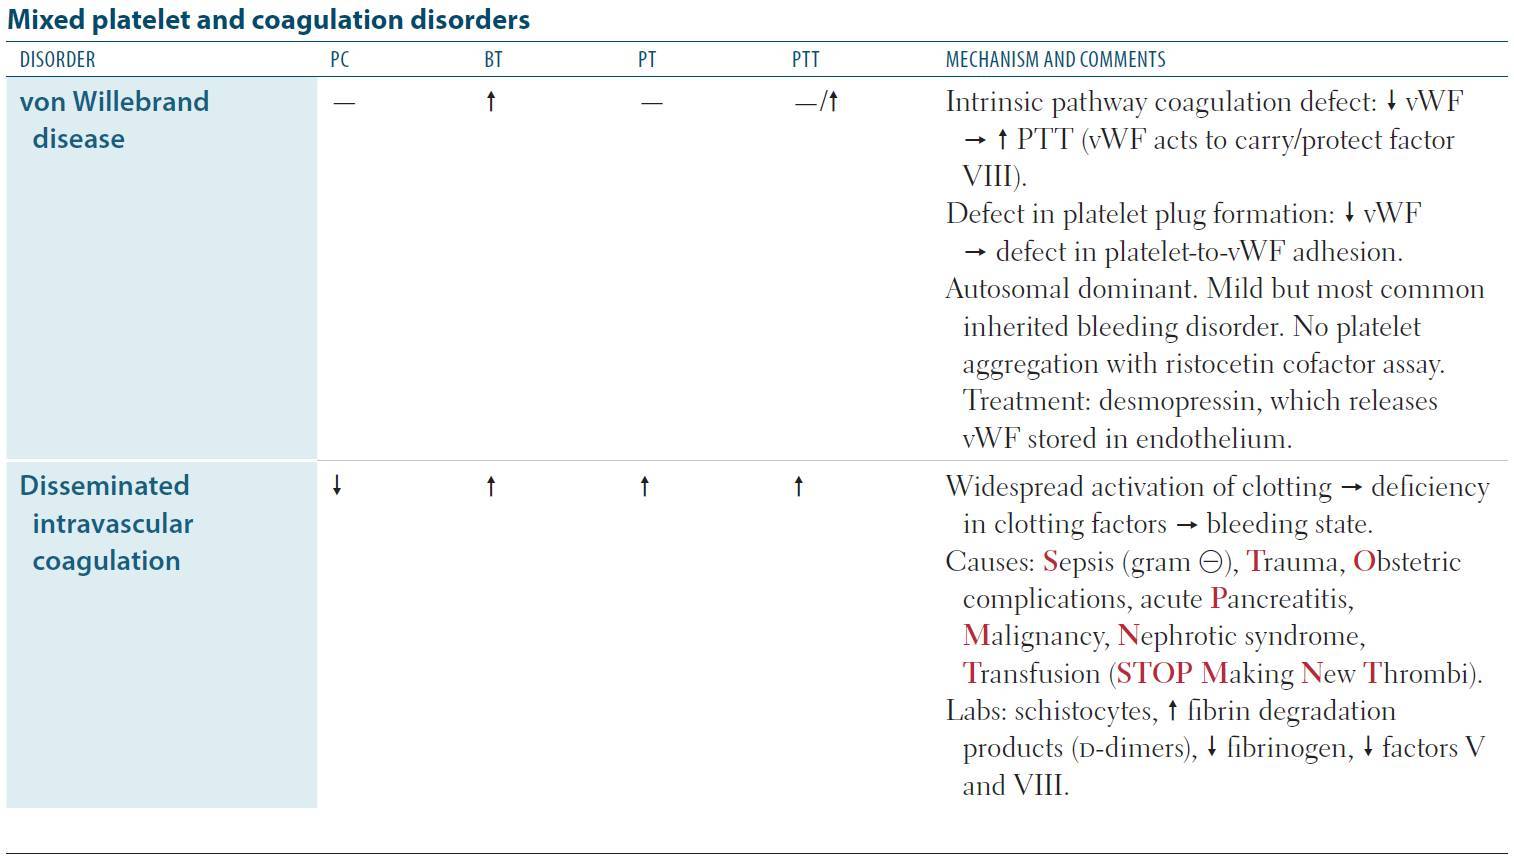 Mixed platelet and coagulation disorders
DISORDER PC BT PT PTT MECHANISM AND COMMENTS
von Willebrand
disease
— ↑ — —/↑
Intrinsic pathway coagulation defect: ↓ vWF
→ ↑ PTT (vWF acts to carry/protect factor
VIII).
Defect in platelet plug formation: ↓ vWF
→ defect in platelet-to-vWF adhesion.
Autosomal dominant. Mild but most common
inherited bleeding disorder. No platelet
aggregation with ristocetin cofactor assay.
Treatment: desmopressin, which releases
vWF stored in endothelium.
Disseminated
intravascular
coagulation
↓ ↑ ↑ ↑
Widespread activation of clotting → deficiency
in clotting factors → bleeding state.
Causes: Sepsis (gram ⊖), Trauma, Obstetric
complications, acute Pancreatitis,
Malignancy, Nephrotic syndrome,
Transfusion (STOP Making New Thrombi).
Labs: schistocytes, ↑ fibrin degradation
products (D-dimers), ↓ fibrinogen, ↓ factors V
and VIII.